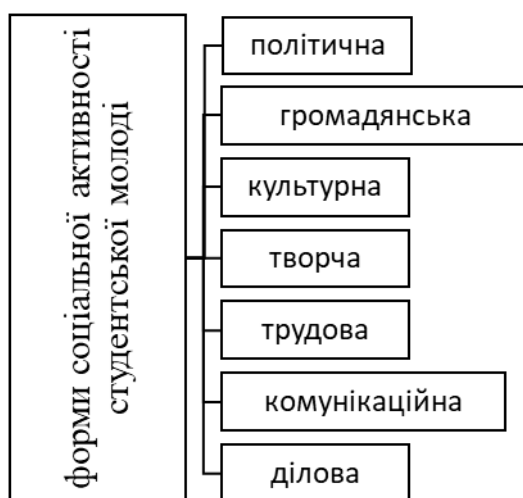 форми соціальної активності
студентської молоді
політична
громадянська
культурна
творча
трудова
комунікаційна
ділова